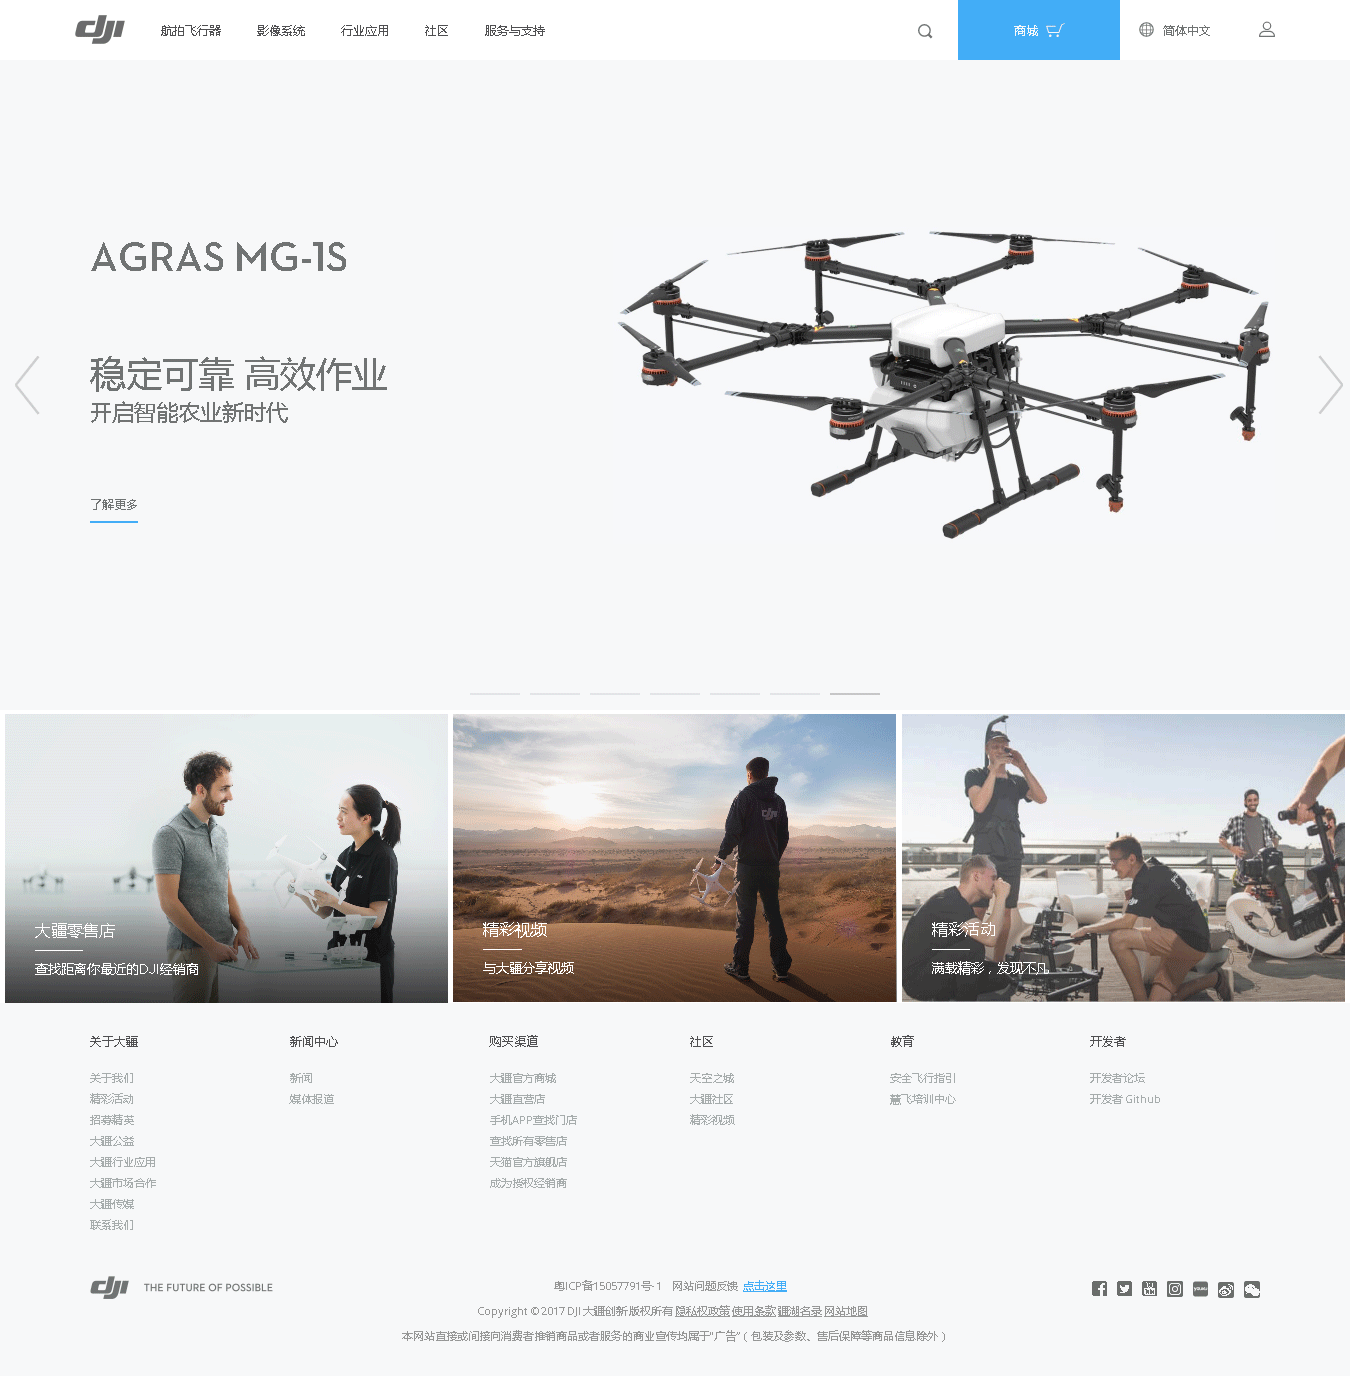 dji 航拍飞行器 影像系统 行业应用 社区 服务与支持 商城 简体中文
AGRAS MG-1S
稳定可靠 高效作业
开启智能农业新时代
了解更多
大疆零售店
查找距离你最近的DJI经销商
精彩视频
与大疆分享视频
精彩活动
满载精彩，发现不凡
关于大疆
关于我们
精彩活动
招募精英
大疆公益
大疆行业应用
大疆市场合作
大疆传媒
联系我们
新闻中心
新闻
媒体报道
购买渠道
大疆官方商城
大疆直营店
手机APP查找门店
查找所有零售店
天猫官方旗舰店
成为授权经销商
社区
天空之城
大疆社区
精彩视频
教育
安全飞行指引
慧飞培训中心
开发者
开发者论坛
开发者 Github
dji THE FUTURE OF POSSIBLE
粤ICP备15057791号-1 网站问题反馈 点击这里
Copyright © 2017 DJI 大疆创新 版权所有 隐私权政策 使用条款 疆湖名录 网站地图
本网站直接或间接向消费者推销商品或者服务的商业宣传均属于“广告”（包装及参数、售后保障等商品信息除外）